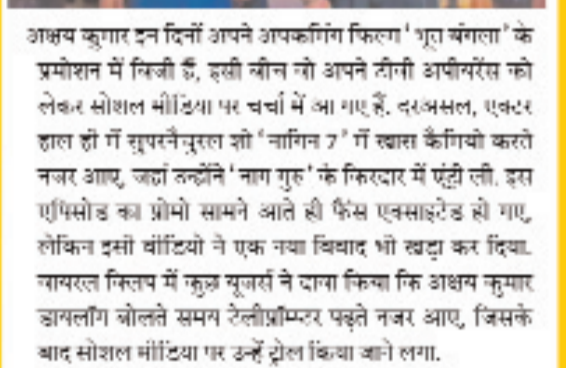 अक्षय कुमार इन दिनों अपने अपकमिंग फिल्म 'भूत बंगला' के
प्रमोशन में बिजी हैं, इसी बीच वो अपने टीवी अपीयरेंस को
लेकर सोशल मीडिया पर चर्चा में आ गए हैं. दरअसल, एक्टर
हाल ही में सुपरनैचुरल शो 'नागिन 7' में खास कैमियो करते
नजर आए, जहां उन्होंने 'नाग गुरु' के किरदार में एंट्री ली. इस
एपिसोड का प्रोमो सामने आते ही फैंस एक्साइटेड हो गए,
लेकिन इसी वीडियो ने एक नया विवाद भी खड़ा कर दिया.
वायरल क्लिप में कुछ यूजर्स ने दावा किया कि अक्षय कुमार
डायलॉग बोलते समय टेलीप्रॉम्प्टर पढ़ते नजर आए, जिसके
बाद सोशल मीडिया पर उन्हें ट्रोल किया जाने लगा.